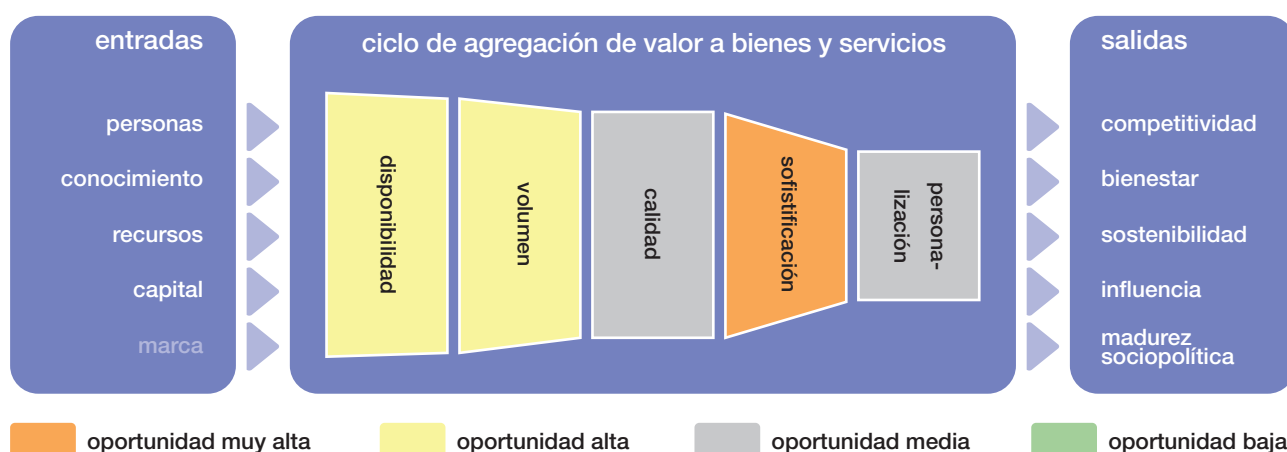 entradas
personas
conocimiento
recursos
capital
marca
ciclo de agregación de valor a bienes y servicios
disponibilidad
volumen
calidad
sofistificación
persona-
lización
salidas
competitividad
bienestar
sostenibilidad
influencia
madurez
sociopolítica
oportunidad muy alta
oportunidad alta
oportunidad media
oportunidad baja